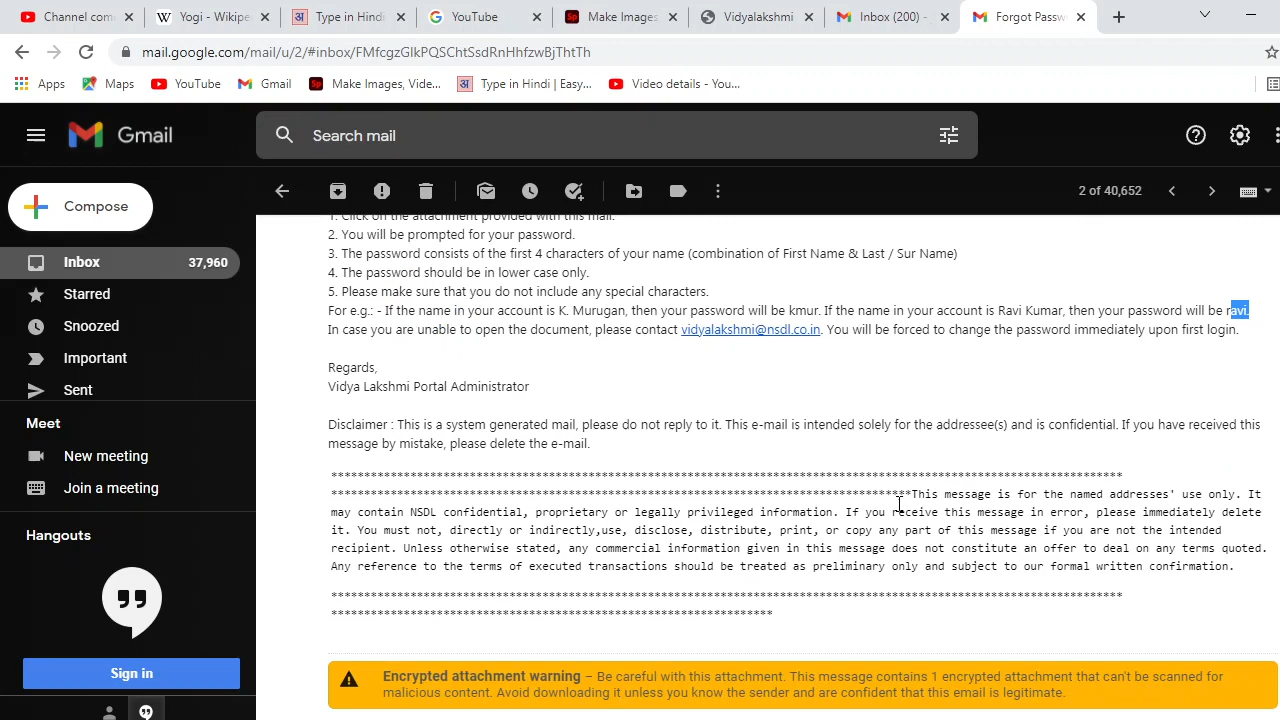 Channel com
Yogi - Wikipe
Type in Hindi
YouTube
Make Images
Vidyalakshmi
Inbox (200) -
Forgot Passw
mail.google.com/mail/u/2/#inbox/FMfcgzGlkPQSChtSsdRnHhfzwBjThtTh
Apps
Maps
YouTube
Gmail
Make Images, Vide...
Type in Hindi | Easy...
Video details - You...
Gmail
Search mail
Compose
2 of 40,652
Inbox 37,960
Starred
Snoozed
Important
Sent
Meet
New meeting
Join a meeting
Hangouts
Sign in
1. Click on the attachment provided with this mail.
2. You will be prompted for your password.
3. The password consists of the first 4 characters of your name (combination of First Name & Last / Sur Name)
4. The password should be in lower case only.
5. Please make sure that you do not include any special characters.
For e.g.: - If the name in your account is K. Murugan, then your password will be kmur. If the name in your account is Ravi Kumar, then your password will be ravi.
In case you are unable to open the document, please contact vidyalakshmi@nsdl.co.in. You will be forced to change the password immediately upon first login.
Regards,
Vidya Lakshmi Portal Administrator
Disclaimer : This is a system generated mail, please do not reply to it. This e-mail is intended solely for the addressee(s) and is confidential. If you have received this
message by mistake, please delete the e-mail.
This message is for the named addresses' use only. It
may contain NSDL confidential, proprietary or legally privileged information. If you receive this message in error, please immediately delete
it. You must not, directly or indirectly,use, disclose, distribute, print, or copy any part of this message if you are not the intended
recipient. Unless otherwise stated, any commercial information given in this message does not constitute an offer to deal on any terms quoted.
Any reference to the terms of executed transactions should be treated as preliminary only and subject to our formal written confirmation.
Encrypted attachment warning – Be careful with this attachment. This message contains 1 encrypted attachment that can't be scanned for
malicious content. Avoid downloading it unless you know the sender and are confident that this email is legitimate.